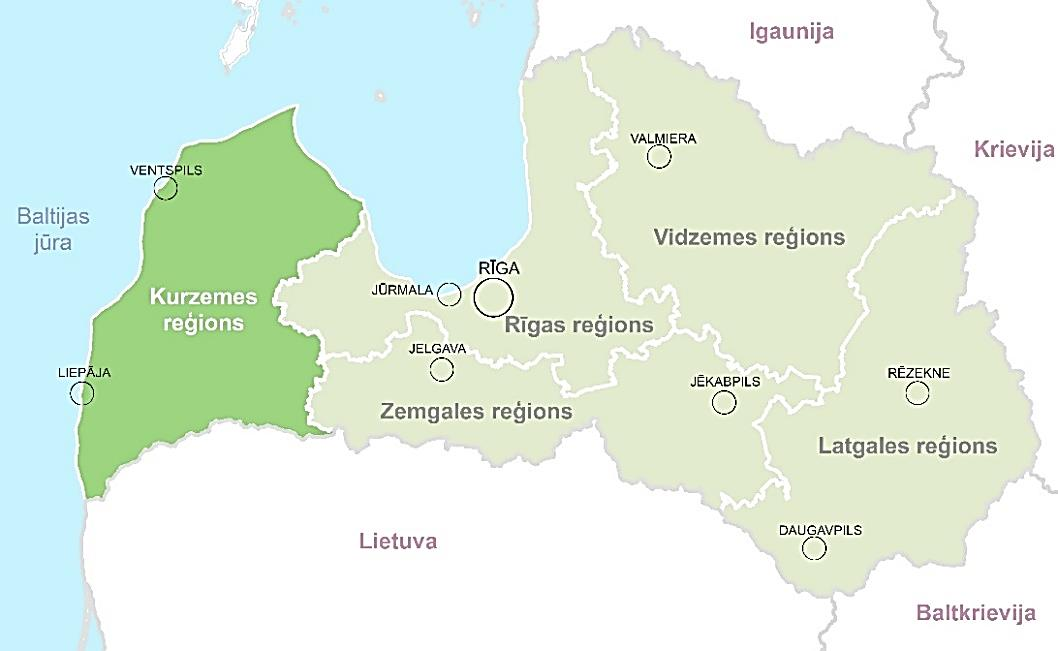 Igaunija
VALMIERA
Krievija
VENTSPILS
Baltijas
jūra
Vidzemes reģions
RĪGA
JŪRMALA
Kurzemes
reģions
Rīgas reģions
JELGAVA
LIEPĀJA
JĒKABPILS
RĒZEKNE
Zemgales reģions
Latgales reģions
DAUGAVPILS
Lietuva
Baltkrievija